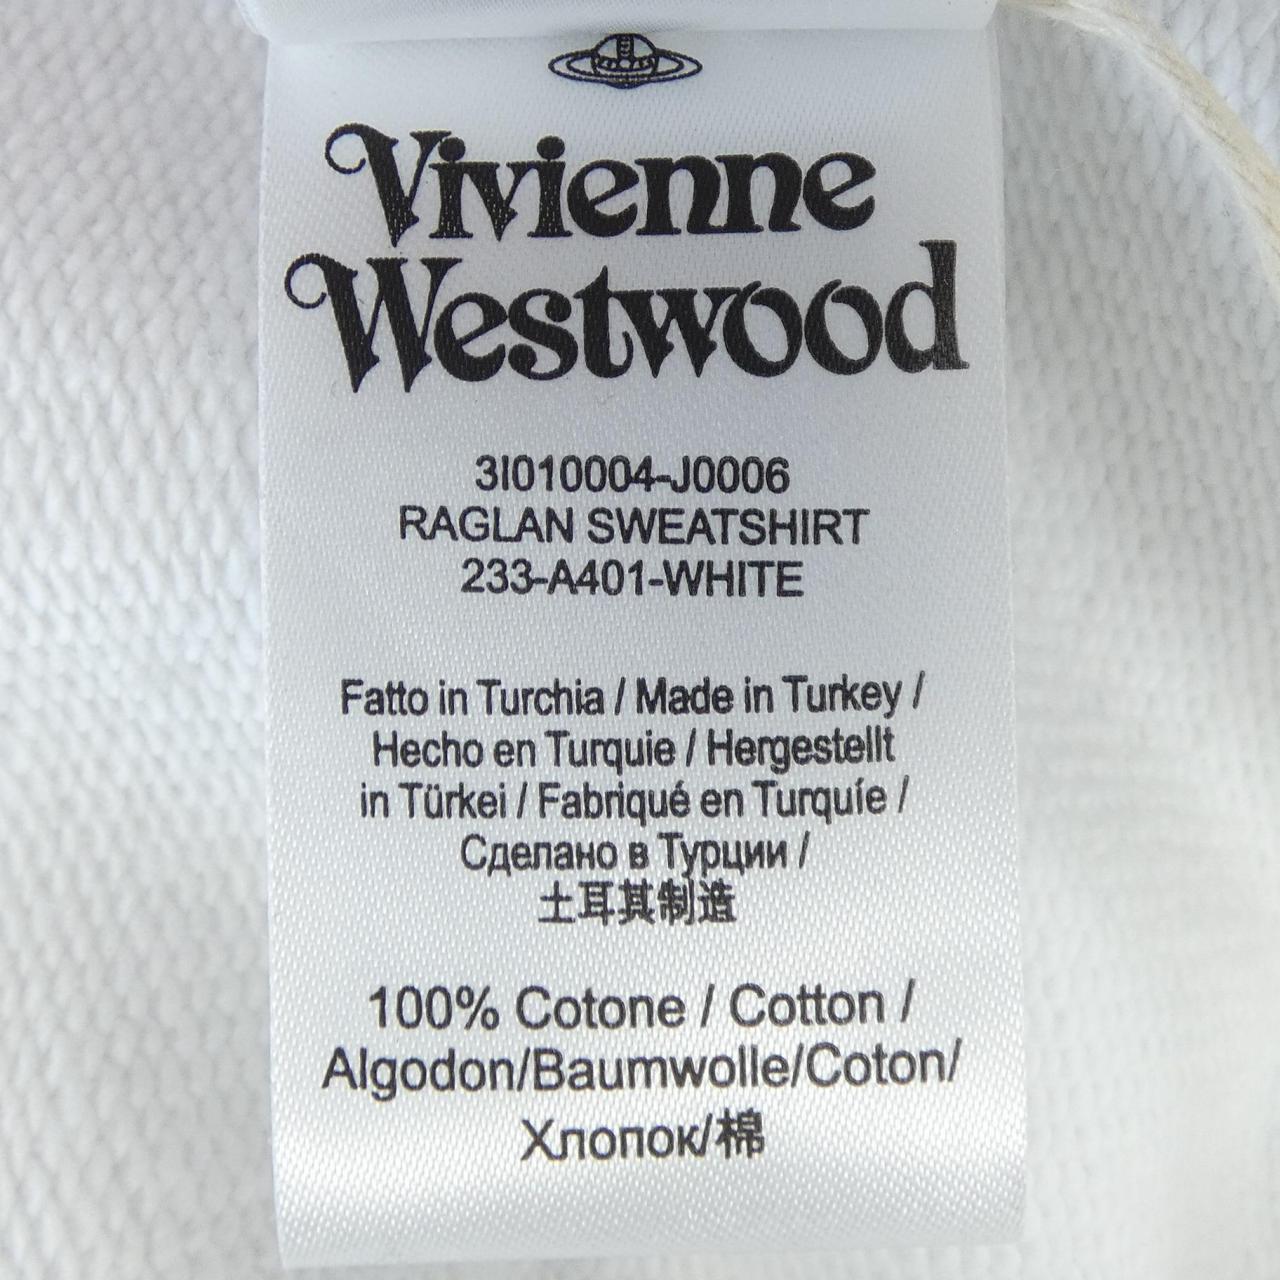 Vivienne
Westwood
3I010004-J0006
RAGLAN SWEATSHIRT
233-A401-WHITE
Fatto in Turchia / Made in Turkey /
Hecho en Turquie / Hergestellt
in Türkei / Fabriqué en Turquíe /
Сделано в Турции /
土耳其制造
100% Cotone / Cotton /
Algodon/Baumwolle/Coton/
Хлопок/棉